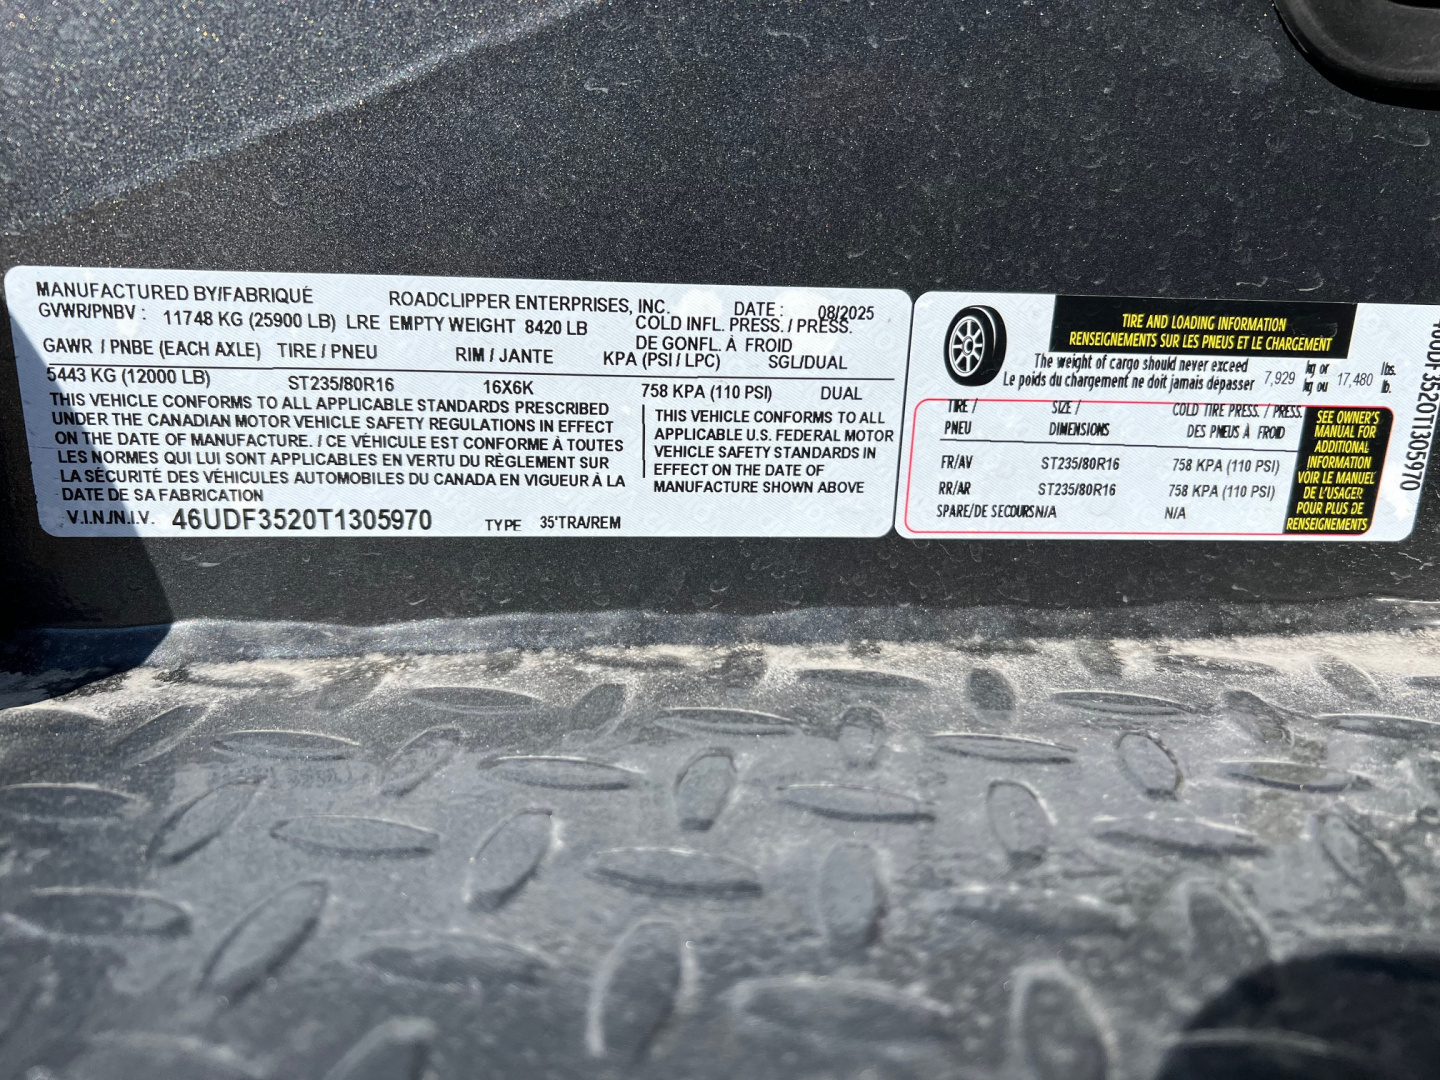 MANUFACTURED BY/FABRIQUÉ ROADCLIPPER ENTERPRISES, INC. DATE: 08/2025
GVWR/PNBV: 11748 KG (25900 LB) LRE EMPTY WEIGHT 8420 LB COLD INFL. PRESS. / PRESS.
DE GONFL. À FROID
GAWR / PNBE (EACH AXLE) TIRE / PNEU RIM / JANTE KPA (PSI / LPC) SGL/DUAL
5443 KG (12000 LB) ST235/80R16 16X6K 758 KPA (110 PSI) DUAL
THIS VEHICLE CONFORMS TO ALL APPLICABLE STANDARDS PRESCRIBED
UNDER THE CANADIAN MOTOR VEHICLE SAFETY REGULATIONS IN EFFECT
ON THE DATE OF MANUFACTURE. / CE VÉHICULE EST CONFORME À TOUTES
LES NORMES QUI LUI SONT APPLICABLES EN VERTU DU RÈGLEMENT SUR
LA SÉCURITÉ DES VÉHICULES AUTOMOBILES DU CANADA EN VIGUEUR À LA
DATE DE SA FABRICATION
THIS VEHICLE CONFORMS TO ALL
APPLICABLE U.S. FEDERAL MOTOR
VEHICLE SAFETY STANDARDS IN
EFFECT ON THE DATE OF
MANUFACTURE SHOWN ABOVE
V.I.N./N.I.V. 46UDF3520T1305970 TYPE 35'TRA/REM
TIRE AND LOADING INFORMATION
RENSEIGNEMENTS SUR LES PNEUS ET LE CHARGEMENT
The weight of cargo should never exceed
Le poids du chargement ne doit jamais dépasser
7,929 kg or kg ou 17,480 lbs. lb.
TIRE / PNEU SIZE / DIMENSIONS COLD TIRE PRESS. / PRESS. DES PNEUS À FROID
FR/AV ST235/80R16 758 KPA (110 PSI)
RR/AR ST235/80R16 758 KPA (110 PSI)
SPARE/DE SECOURS N/A N/A
SEE OWNER'S
MANUAL FOR
ADDITIONAL
INFORMATION
VOIR LE MANUEL
DE L'USAGER
POUR PLUS DE
RENSEIGNEMENTS
46UDF3520T1305970